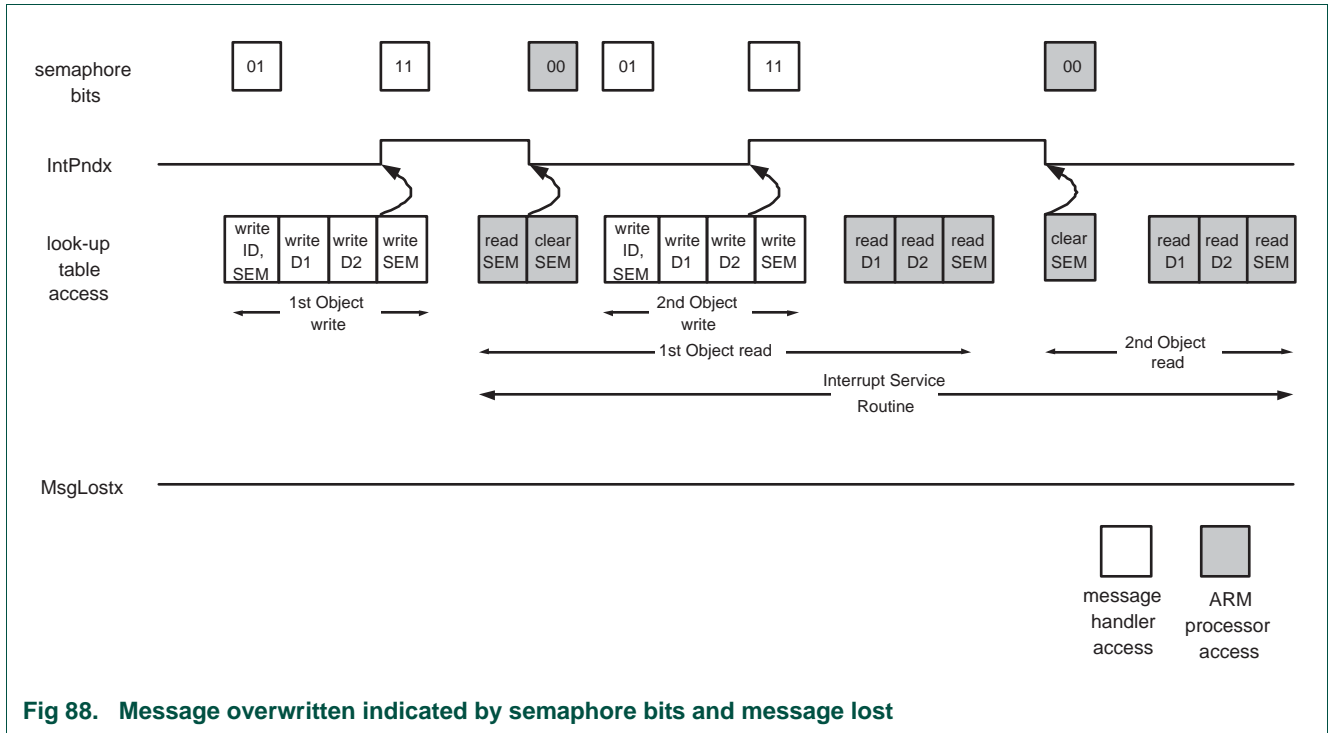 semaphore
bits
01
11
00
01
11
00
IntPndx
look-up
table
access
write
ID,
SEM
write
D1
write
D2
write
SEM
read
SEM
clear
SEM
write
ID,
SEM
write
D1
write
D2
write
SEM
read
D1
read
D2
read
SEM
clear
SEM
read
D1
read
D2
read
SEM
1st Object
write
2nd Object
write
1st Object read
2nd Object
read
Interrupt Service
Routine
MsgLostx
message
handler
access
ARM
processor
access
Fig 88. Message overwritten indicated by semaphore bits and message lost